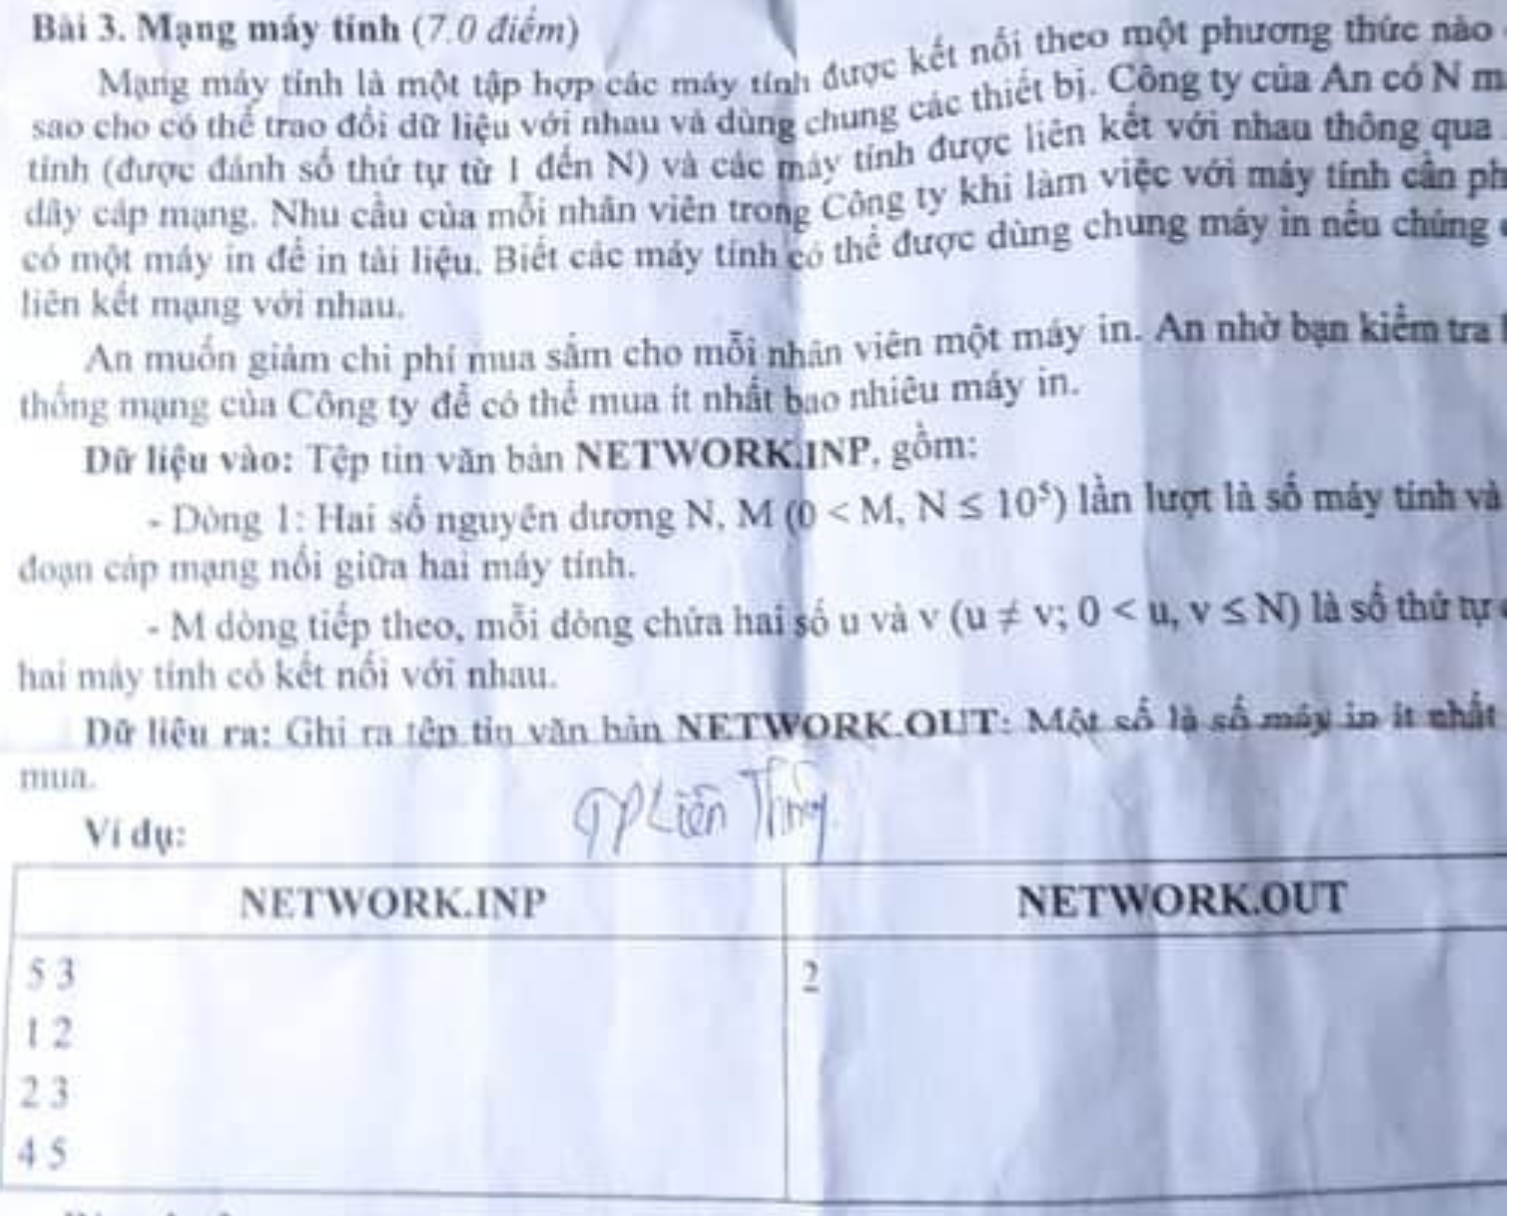 Bài 3. Mạng máy tính (7.0 điểm)
Mạng máy tính là một tập hợp các máy tính được kết nối theo một phương thức nào
sao cho có thể trao đổi dữ liệu với nhau và dùng chung các thiết bị. Công ty của An có N
tính (được đánh số thứ tự từ 1 đến N) và các máy tính được liên kết với nhau thông qua
dây cáp mạng. Nhu cầu của mỗi nhân viên trong Công ty khi làm việc với máy tính cần
có một máy in để in tài liệu. Biết các máy tính có thể được dùng chung máy in nếu chúng
liên kết mạng với nhau.
An muốn giảm chi phí mua sắm cho mỗi nhân viên một máy in. An nhờ bạn kiểm tra
thống mạng của Công ty để có thể mua ít nhất bao nhiêu máy in.
Dữ liệu vào: Tệp tin văn bản NETWORK.INP, gồm:
- Dòng 1: Hai số nguyên dương N, M (0 < M, N ≤ 10⁵) lần lượt là số máy tính và
đoạn cáp mạng nối giữa hai máy tính.
- M dòng tiếp theo, mỗi dòng chứa hai số u và v (u ≠ v; 0 < u, v ≤ N) là số thứ tự
hai máy tính có kết nối với nhau.
Dữ liệu ra: Ghi ra tệp tin văn bản NETWORK.OUT: Một số là số máy in ít nhất
mua.
Ví dụ:
NETWORK.INP NETWORK.OUT
5 3 2
1 2
2 3
4 5